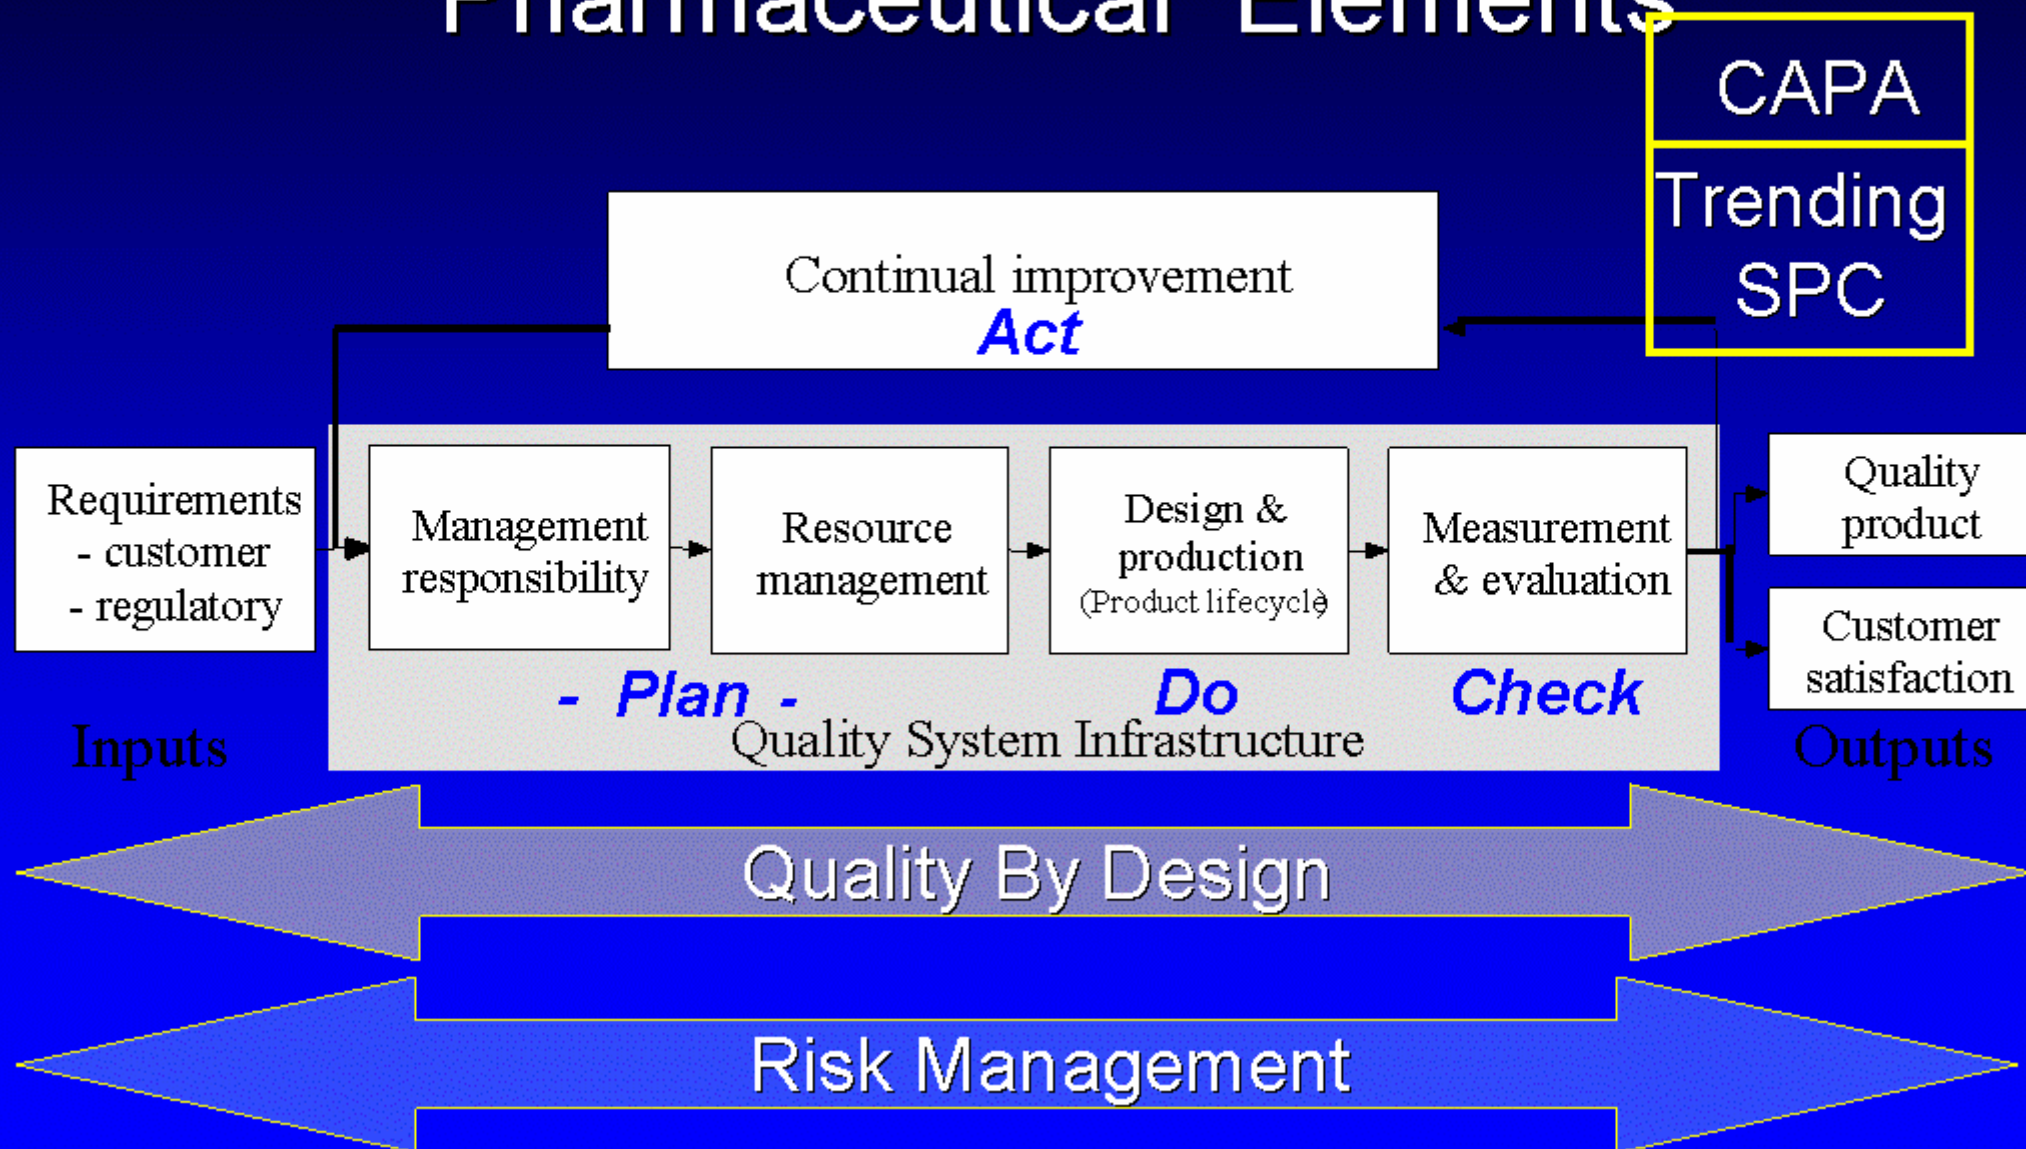 Pharmaceutical Elements
CAPA
Trending
SPC
Continual improvement
Act
Requirements
- customer
- regulatory
Management
responsibility
Resource
management
Design &
production
(Product lifecycle)
Measurement
& evaluation
Quality
product
Customer
satisfaction
- Plan -
Do
Check
Quality System Infrastructure
Inputs
Outputs
Quality By Design
Risk Management